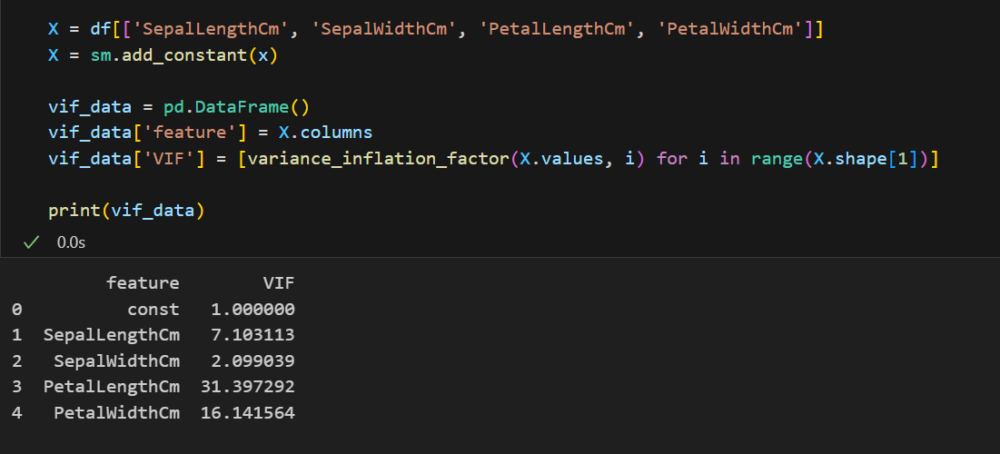 X = df[['SepalLengthCm', 'SepalWidthCm', 'PetalLengthCm', 'PetalWidthCm']]
X = sm.add_constant(x)
vif_data = pd.DataFrame()
vif_data['feature'] = X.columns
vif_data['VIF'] = [variance_inflation_factor(X.values, i) for i in range(X.shape[1])]
print(vif_data)
0.0s
feature VIF
0 const 1.000000
1 SepalLengthCm 7.103113
2 SepalWidthCm 2.099039
3 PetalLengthCm 31.397292
4 PetalWidthCm 16.141564